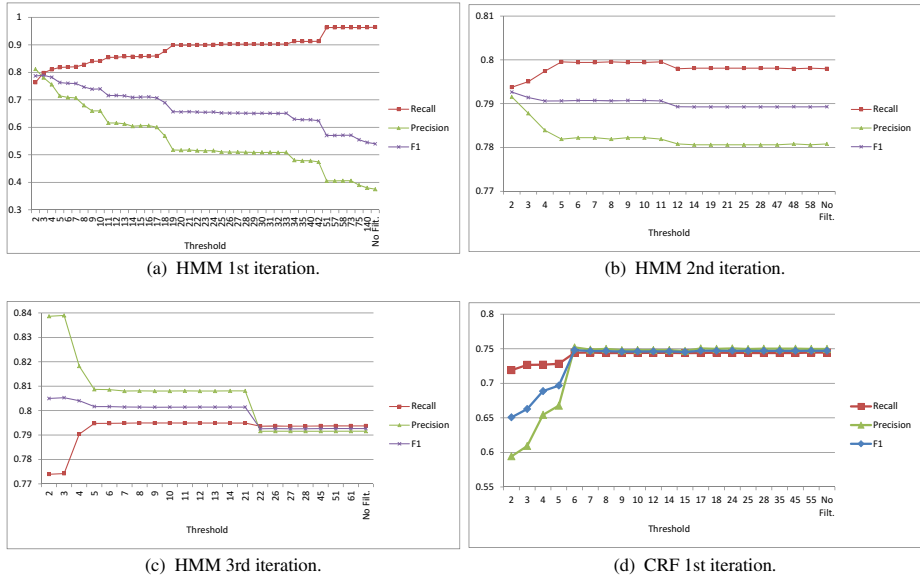 1
0.9
0.8
0.7
0.6
0.5
0.4
0.3
2 3 4 5 6 7 8 9 10 11 12 13 14 15 16 17 18 19 20 21 22 23 24 25 26 27 28 29 30 31 32 33 34 35 40 42 51 57 58 73 75 140 No Filt.
Threshold
Recall
Precision
F1
(a) HMM 1st iteration.
0.81
0.8
0.79
0.78
0.77
2 3 4 5 6 7 8 9 10 11 12 14 18 21 24 28 47 48 58 No Filt.
Threshold
Recall
Precision
F1
(b) HMM 2nd iteration.
0.84
0.83
0.82
0.81
0.8
0.79
0.78
0.77
2 3 4 5 6 7 8 9 10 11 12 13 14 21 22 26 27 28 45 51 61 No Filt.
Threshold
Recall
Precision
F1
(c) HMM 3rd iteration.
0.8
0.75
0.7
0.65
0.6
0.55
2 3 4 5 6 7 8 9 10 12 14 15 17 18 24 25 28 35 45 55 No Filt.
Threshold
Recall
Precision
F1
(d) CRF 1st iteration.